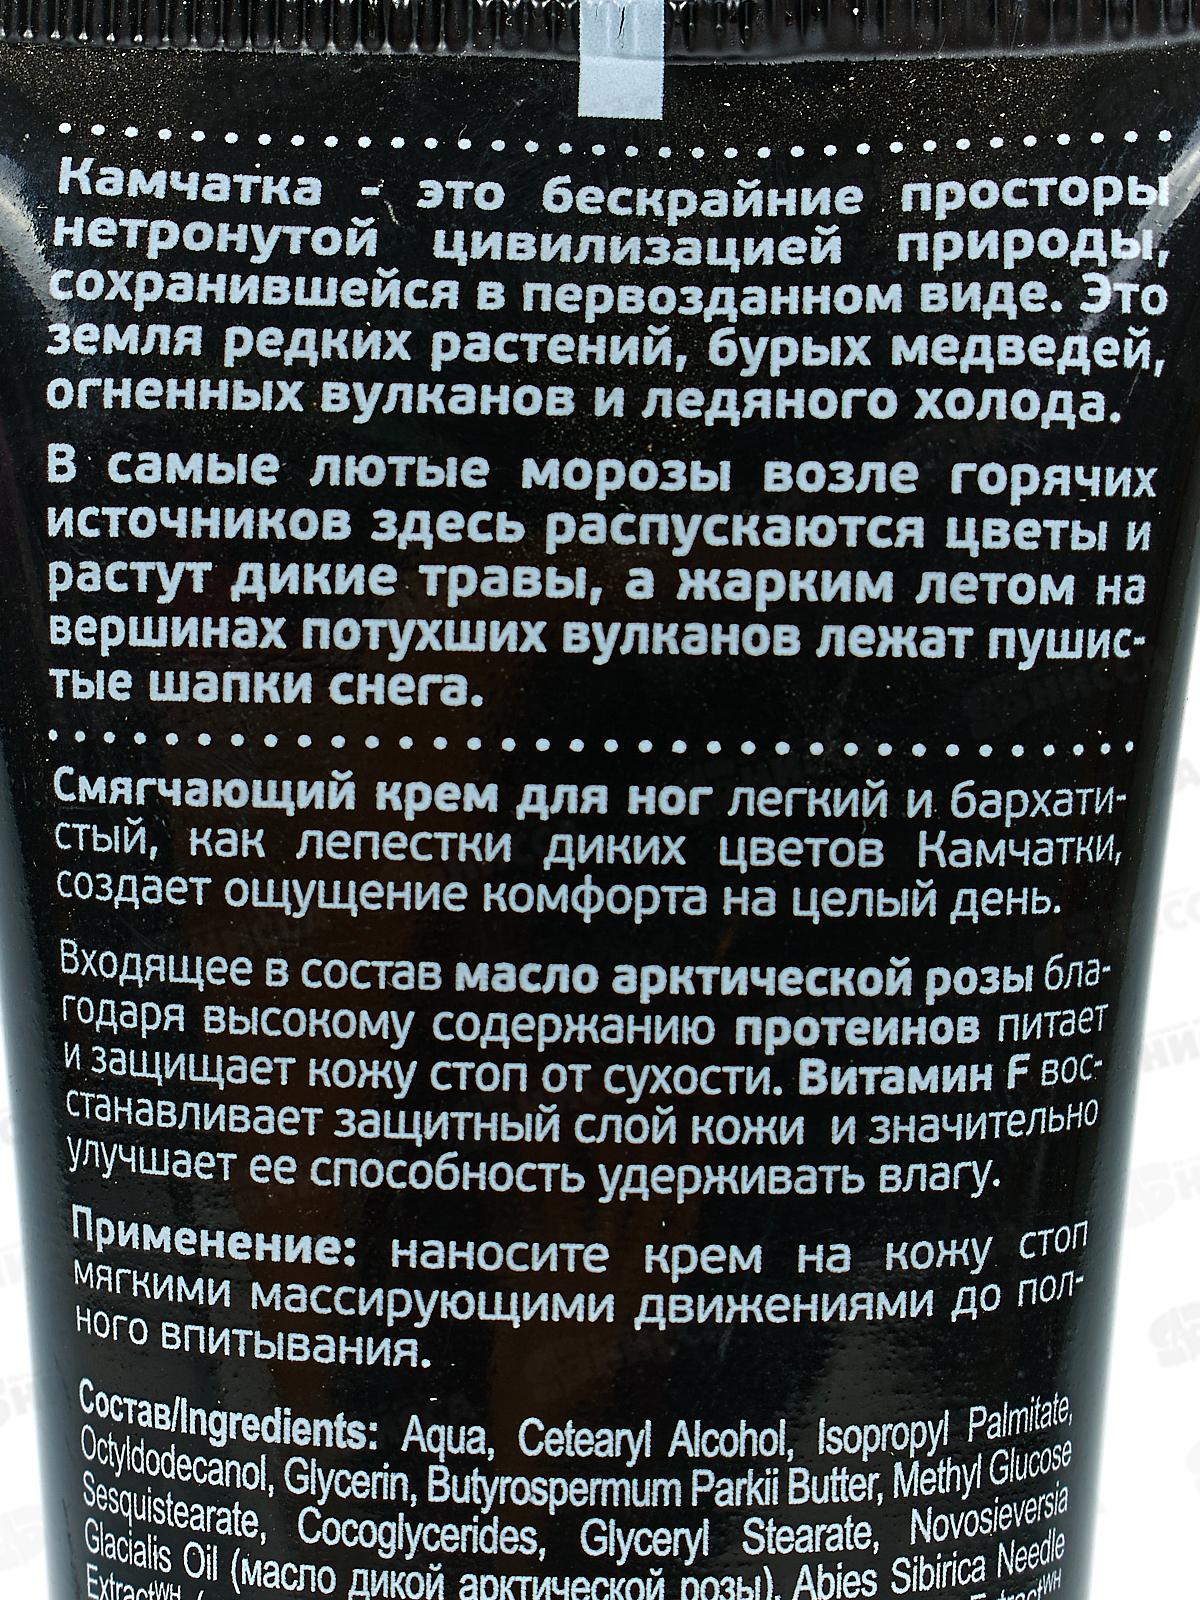 Камчатка - это бескрайние просторы
нетронутой цивилизацией природы,
сохранившейся в первозданном виде. Это
земля редких растений, бурых медведей,
огненных вулканов и ледяного холода.
В самые лютые морозы возле горячих
источников здесь распускаются цветы и
растут дикие травы, а жарким летом на
вершинах потухших вулканов лежат пушис-
тые шапки снега.
Смягчающий крем для ног легкий и бархати-
стый, как лепестки диких цветов Камчатки,
создает ощущение комфорта на целый день.
Входящее в состав масло арктической розы бла-
годаря высокому содержанию протеинов питает
и защищает кожу стоп от сухости. Витамин F вос-
станавливает защитный слой кожи и значительно
улучшает ее способность удерживать влагу.
Применение: наносите крем на кожу стоп
мягкими массирующими движениями до пол-
ного впитывания.
Состав/Ingredients: Aqua, Cetearyl Alcohol, Isopropyl Palmitate,
Octyldodecanol, Glycerin, Butyrospermum Parkii Butter, Methyl Glucose
Sesquistearate, Cocoglycerides, Glyceryl Stearate, Novosieversia
Glacialis Oil (масло дикой арктической розы), Abies Sibirica Needle
Extract WH